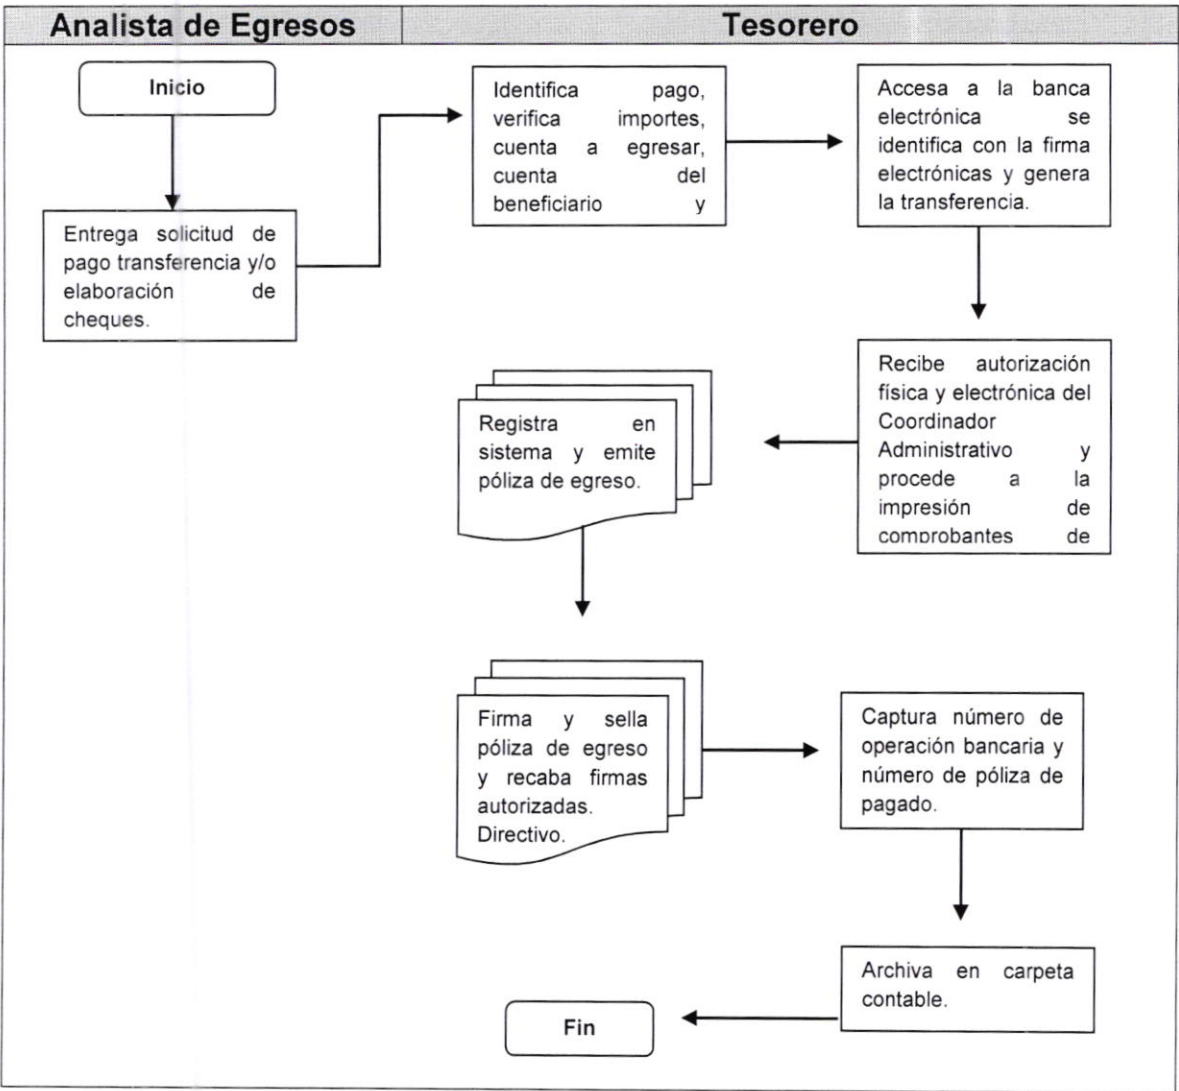 Analista de Egresos
Tesorero
Inicio
Entrega solicitud de
pago transferencia y/o
elaboración de
cheques.
Identifica pago,
verifica importes,
cuenta a egresar,
cuenta del
beneficiario y
Accesa a la banca
electrónica se
identifica con la firma
electrónicas y genera
la transferencia.
Recibe autorización
física y electrónica del
Coordinador
Administrativo y
procede a la
impresión de
comprobantes de
Registra en
sistema y emite
póliza de egreso.
Firma y sella
póliza de egreso
y recaba firmas
autorizadas.
Directivo.
Captura número de
operación bancaria y
número de póliza de
pagado.
Archiva en carpeta
contable.
Fin